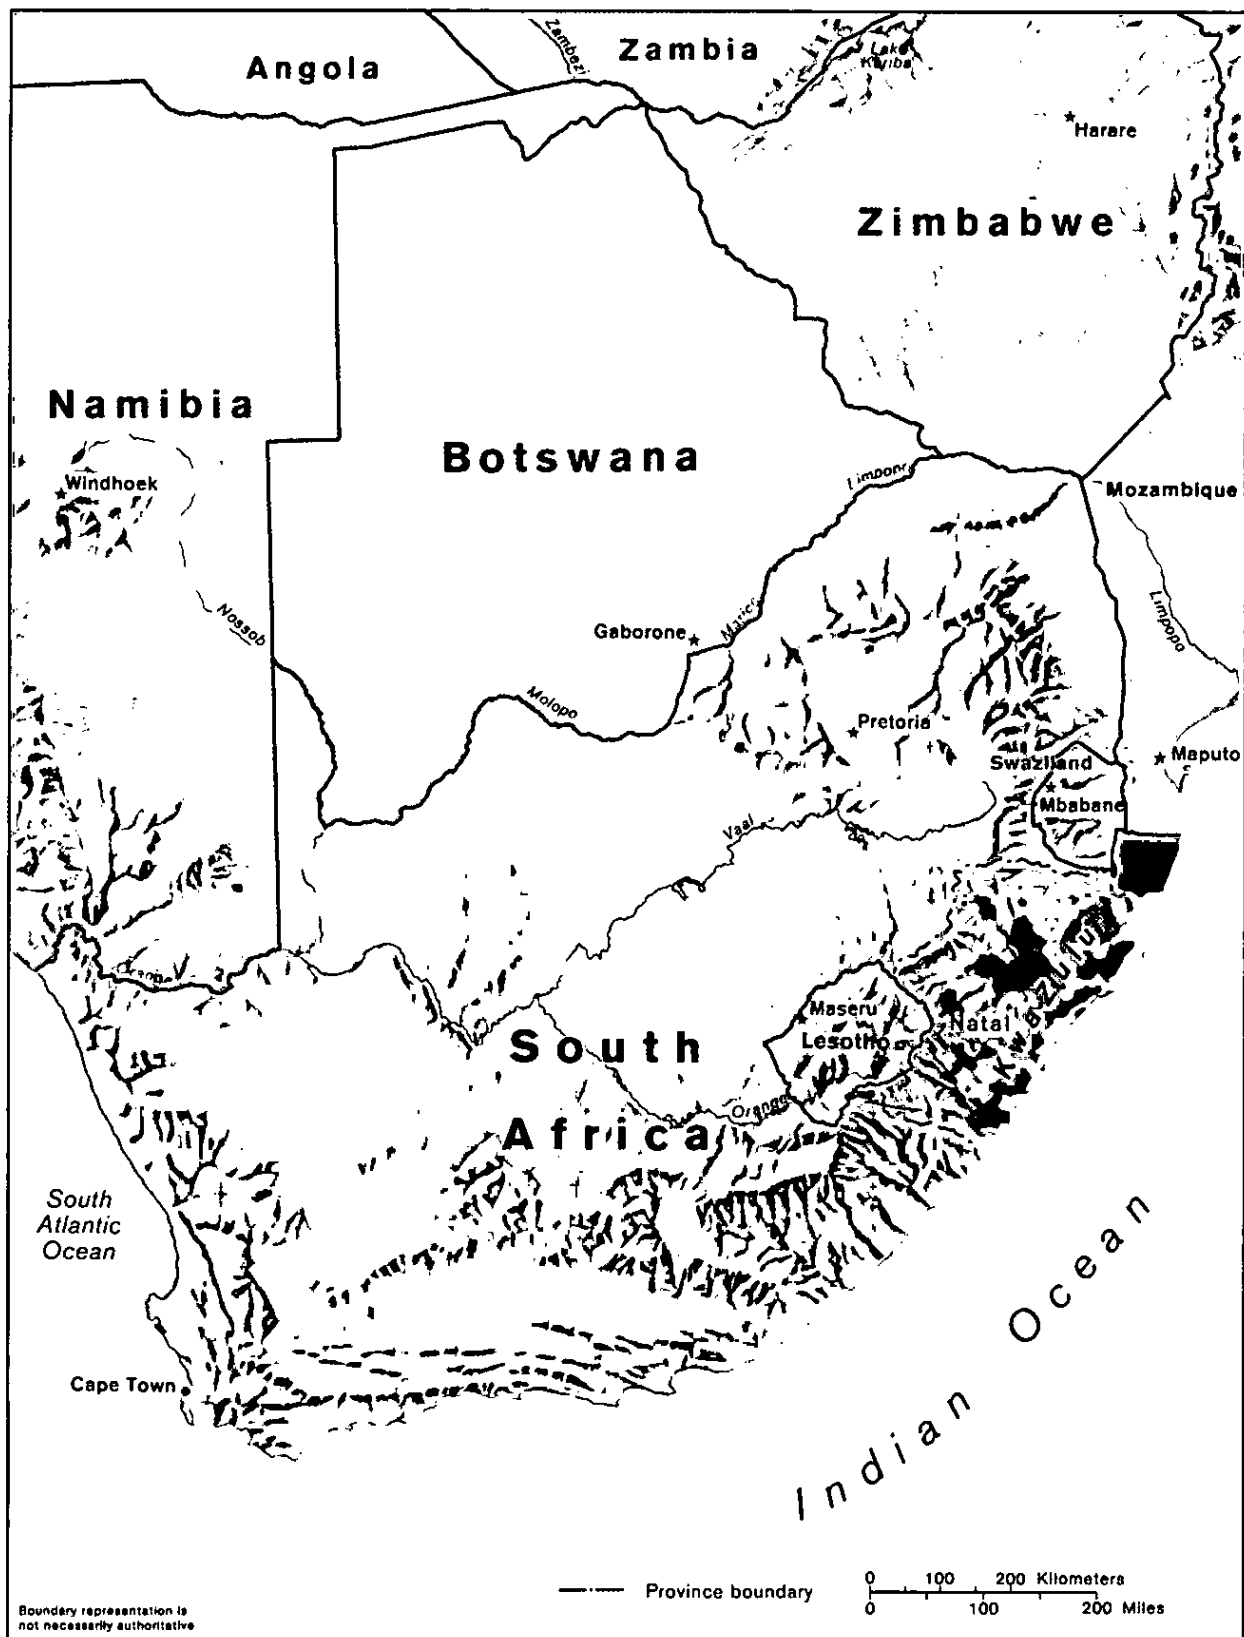 Angola
Zambezi
Zambia
Lake
Kariba
Harare
Zimbabwe
Namibia
Botswana
Windhoek
Limpopo
Mozambique
Nossob
Gaborone
Marico
Limpopo
Molopo
Pretoria
Swaziland
Maputo
Mbabane
Vaal
KwaZulu
Orange
Maseru
Natal
Lesotho
South
Africa
Orange
South
Atlantic
Ocean
Indian Ocean
Cape Town
Province boundary
0 100 200 Kilometers
0 100 200 Miles
Boundary representation is
not necessarily authoritative